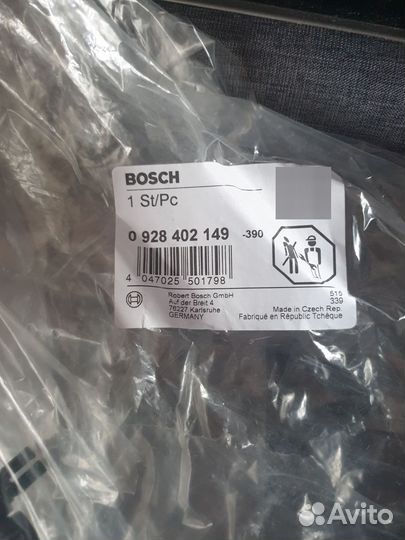 BOSCH
1 St/Pc
0 928 402 149 -390
4 047025 501798
Robert Bosch GmbH
Auf der Breit 4
76227 Karlsruhe
GERMANY
515
339
Made in Czech Rep.
Fabriqué en République Tchèque
Avito